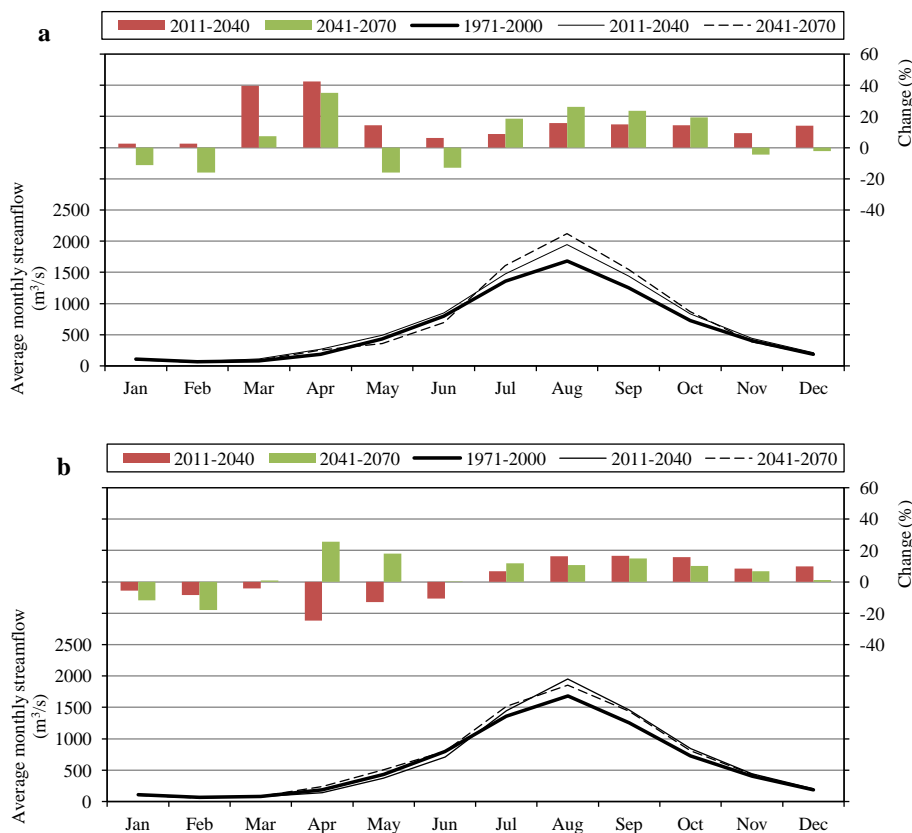 a
2011-2040 2041-2070 1971-2000 2011-2040 2041-2070
60
40
20
0
-20
-40
Change (%)
2500
2000
1500
1000
500
0
Average monthly streamflow
(m³/s)
Jan Feb Mar Apr May Jun Jul Aug Sep Oct Nov Dec
b
2011-2040 2041-2070 1971-2000 2011-2040 2041-2070
60
40
20
0
-20
-40
Change (%)
2500
2000
1500
1000
500
0
Average monthly streamflow
(m³/s)
Jan Feb Mar Apr May Jun Jul Aug Sep Oct Nov Dec